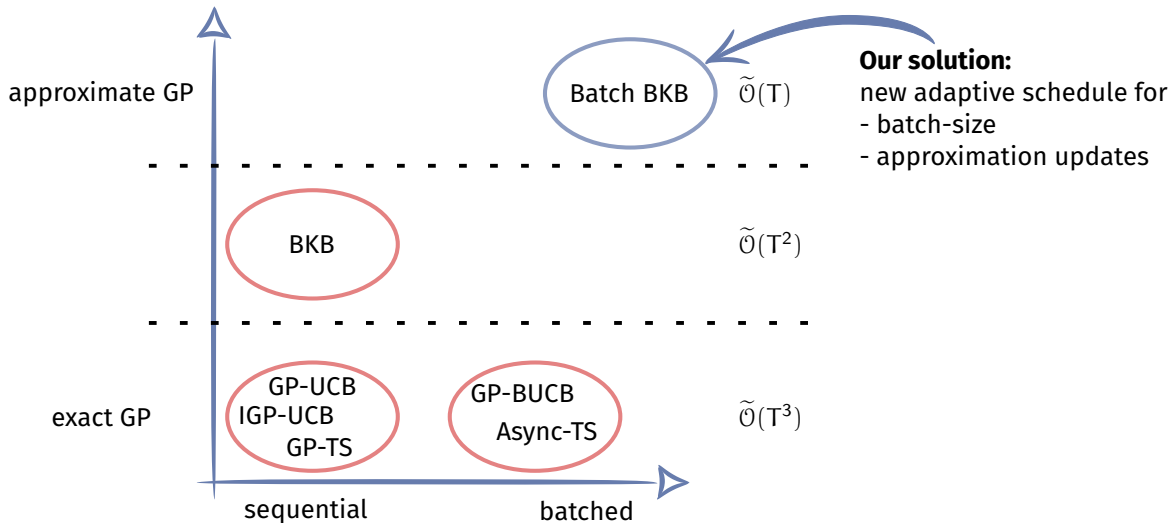 approximate GP
Batch BKB
Õ(T)
Our solution:
new adaptive schedule for
- batch-size
- approximation updates
BKB
Õ(T²)
exact GP
GP-UCB
IGP-UCB
GP-TS
GP-BUCB
Async-TS
Õ(T³)
sequential
batched